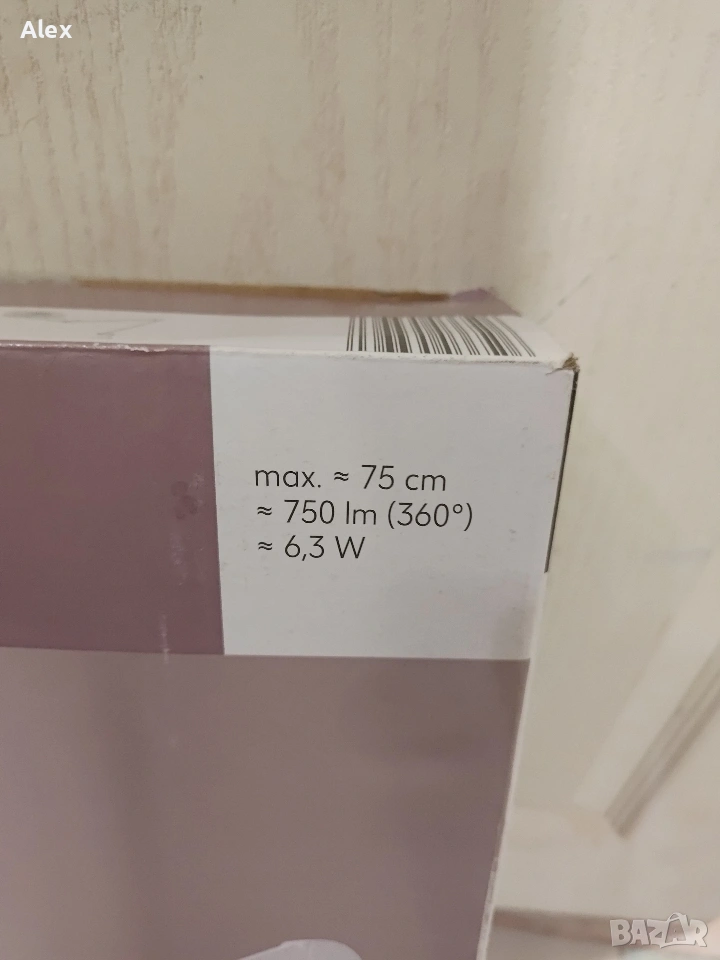 Alex
max. ≈ 75 cm
≈ 750 lm (360°)
≈ 6,3 W
BAZAR